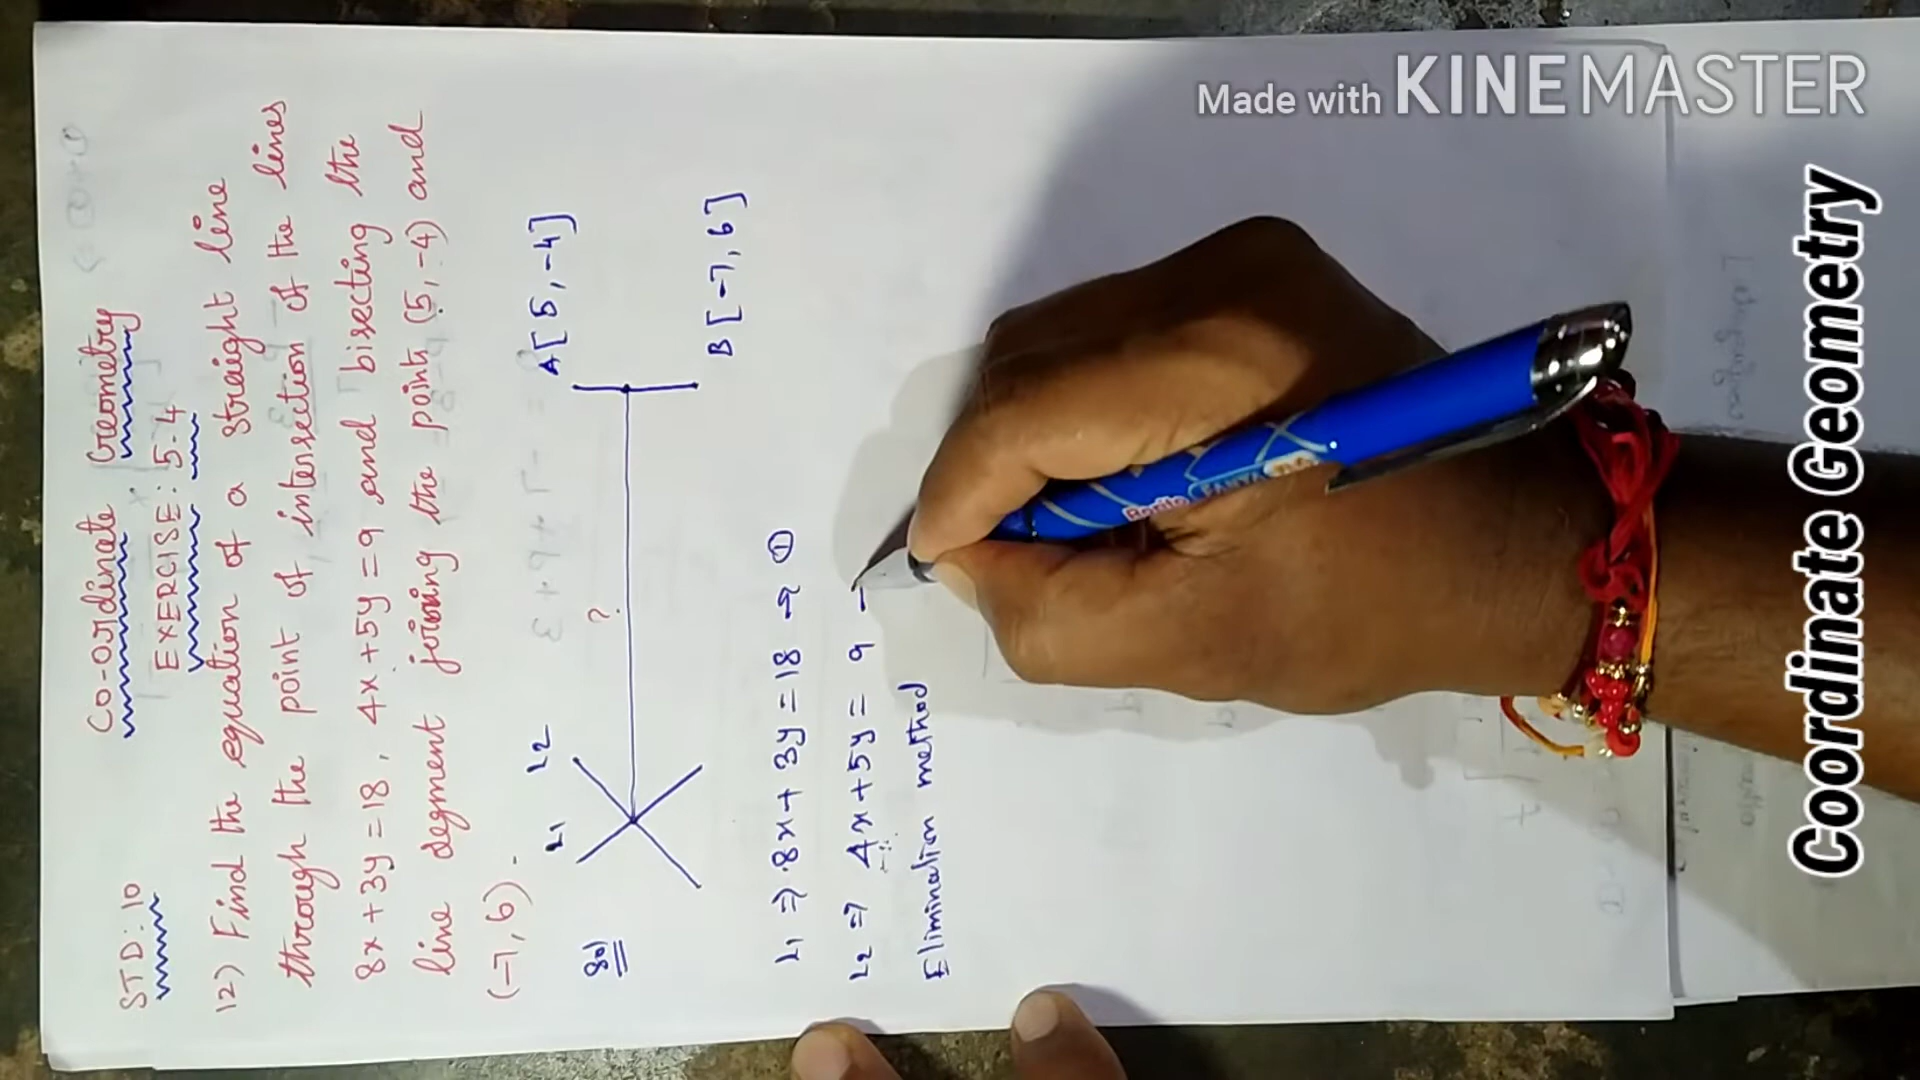 Made with KINEMASTER
Coordinate Geometry
STD: 10
CO-ordinate Geometry
EXERCISE: 5.4
12) Find the equation of a straight line
through the point of intersection of the lines
8x + 3y = 18, 4x + 5y = 9 and bisecting the
line degment joining the points (5, -4) and
(-7, 6).
Sol
L1 L2
?
A [5, -4]
B [-7, 6]
L1 ⇒ 8x + 3y = 18 → ①
L2 ⇒ 4x + 5y = 9 -
Elimination method
Rorito